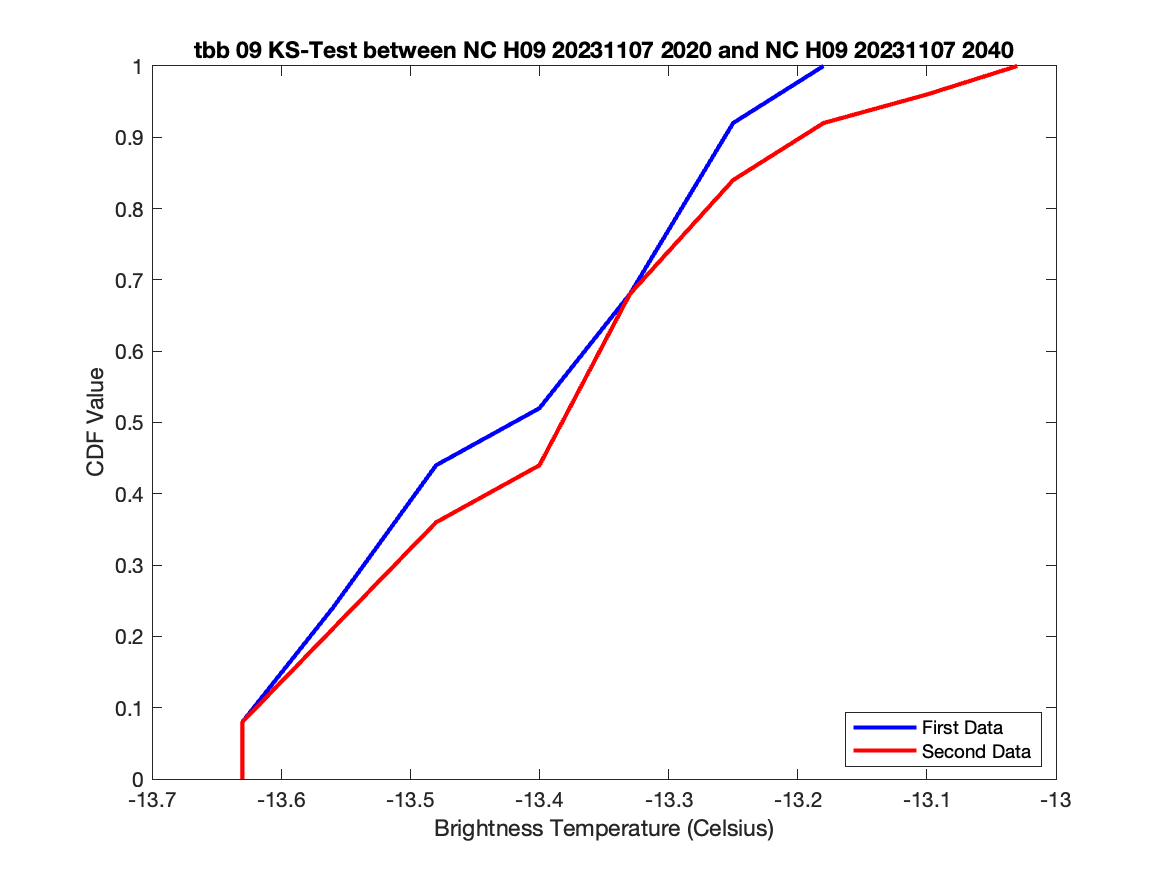 tbb 09 KS-Test between NC H09 20231107 2020 and NC H09 20231107 2040
1
0.9
0.8
0.7
0.6
0.5
0.4
0.3
0.2
0.1
0
CDF Value
First Data
Second Data
-13.7 -13.6 -13.5 -13.4 -13.3 -13.2 -13.1 -13
Brightness Temperature (Celsius)